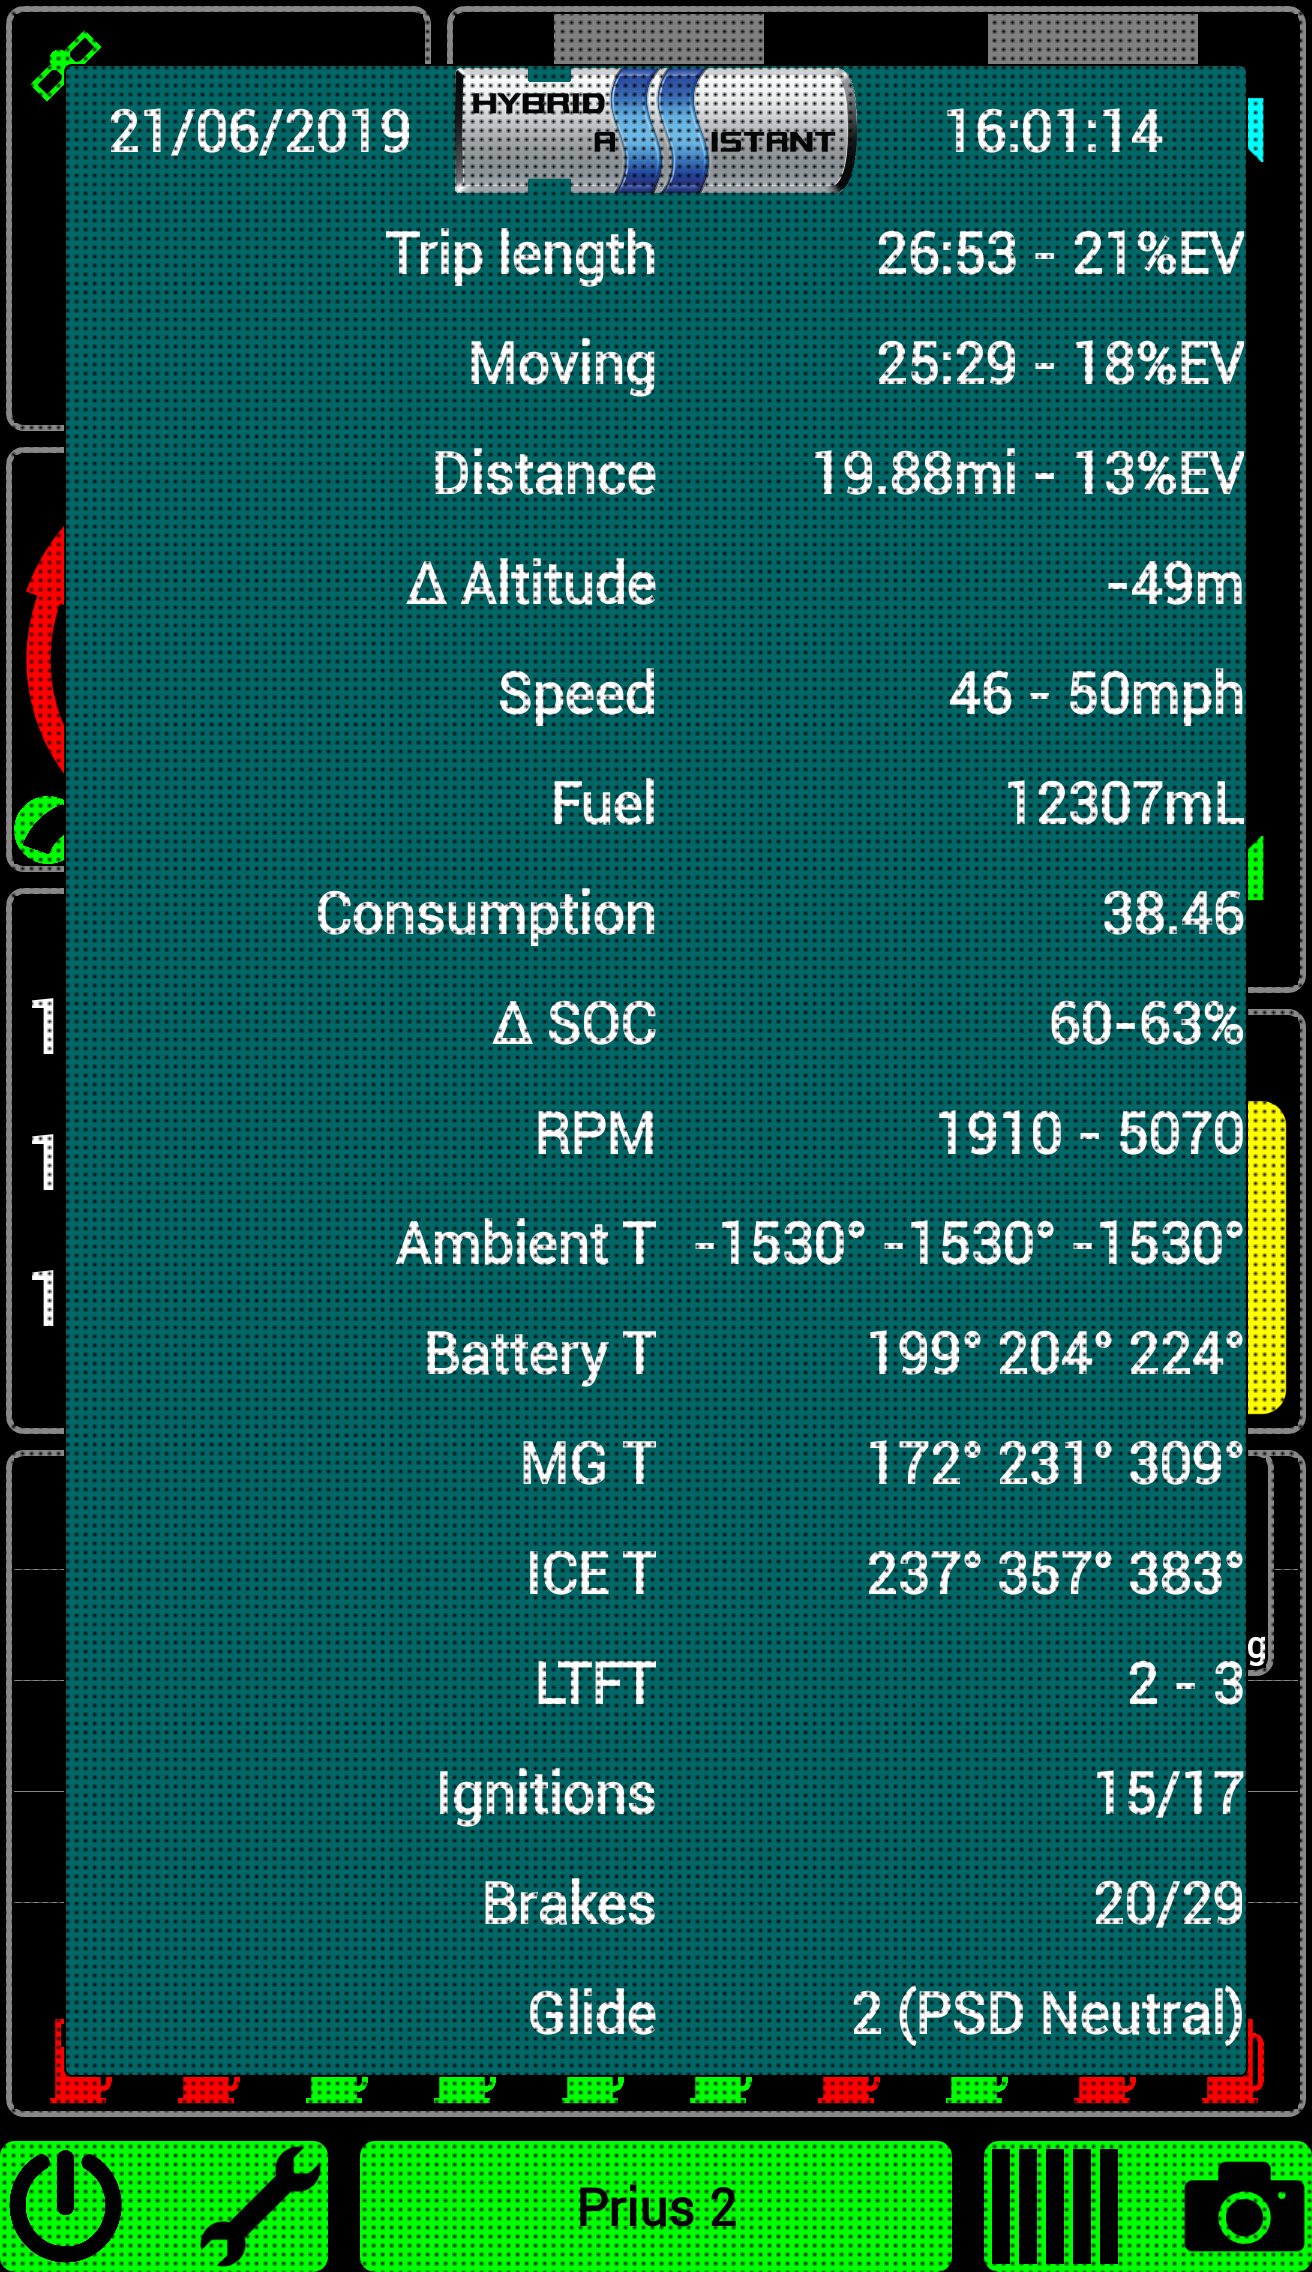 21/06/2019 HYBRID ASSISTANT 16:01:14
Trip length 26:53 - 21%EV
Moving 25:29 - 18%EV
Distance 19.88mi - 13%EV
Δ Altitude -49m
Speed 46 - 50mph
Fuel 12307mL
Consumption 38.46
Δ SOC 60-63%
1
RPM 1910 - 5070
1
Ambient T -1530° -1530° -1530°
1
Battery T 199° 204° 224°
MG T 172° 231° 309°
ICE T 237° 357° 383°
g
LTFT 2 - 3
Ignitions 15/17
Brakes 20/29
Glide 2 (PSD Neutral)
Prius 2